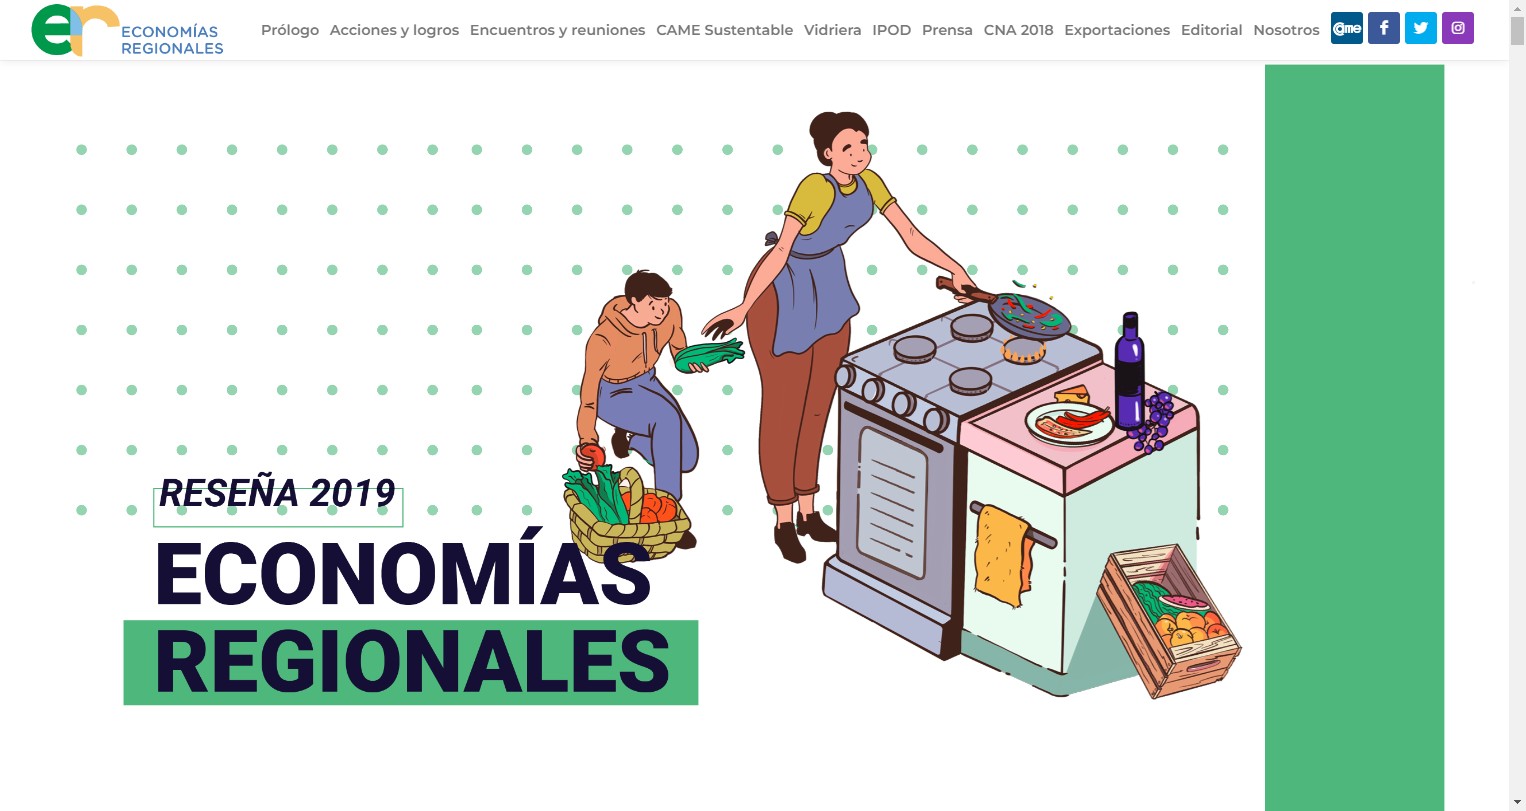 er ECONOMÍAS
REGIONALES
Prólogo Acciones y logros Encuentros y reuniones CAME Sustentable Vidriera IPOD Prensa CNA 2018 Exportaciones Editorial Nosotros came
RESEÑA 2019
ECONOMÍAS
REGIONALES